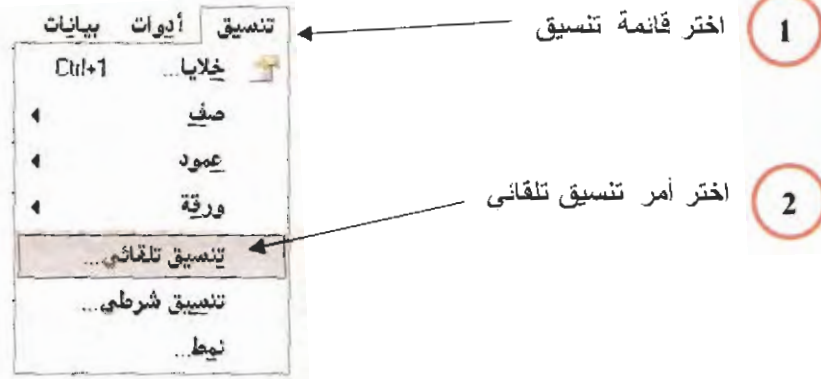 1 اختر قائمة تنسيق
تنسيق أدوات بيانات
خلايا... Ctrl+1
صف
عمود
ورقة
2 اختر أمر تنسيق تلقائى
تنسيق تلقائي...
تنسيق شرطي...
نمط...